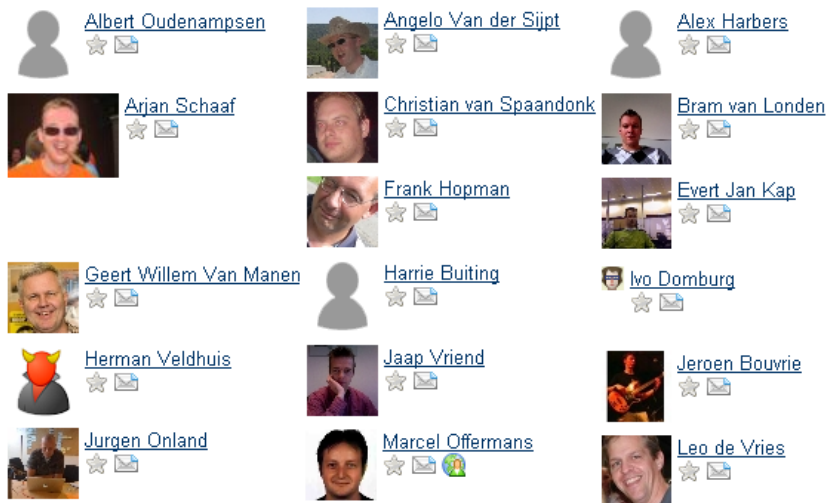 Albert Oudenampsen
Angelo Van der Sijpt
Alex Harbers
Arjan Schaaf
Christian van Spaandonk
Bram van Londen
Frank Hopman
Evert Jan Kap
Geert Willem Van Manen
Harrie Buiting
Ivo Domburg
Herman Veldhuis
Jaap Vriend
Jeroen Bouvrie
Jurgen Onland
Marcel Offermans
Leo de Vries